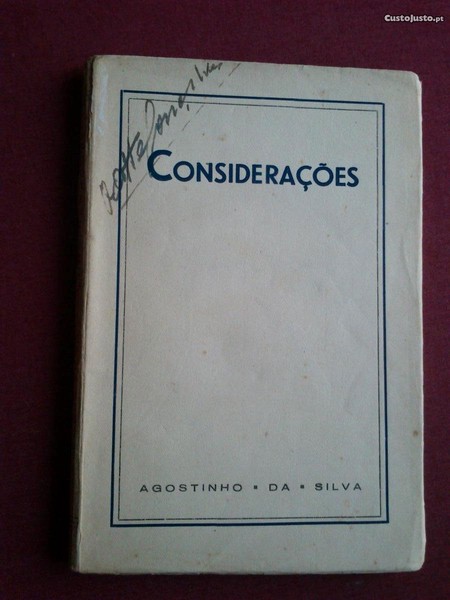 CustoJusto.pt
CONSIDERAÇÕES
AGOSTINHO * DA * SILVA